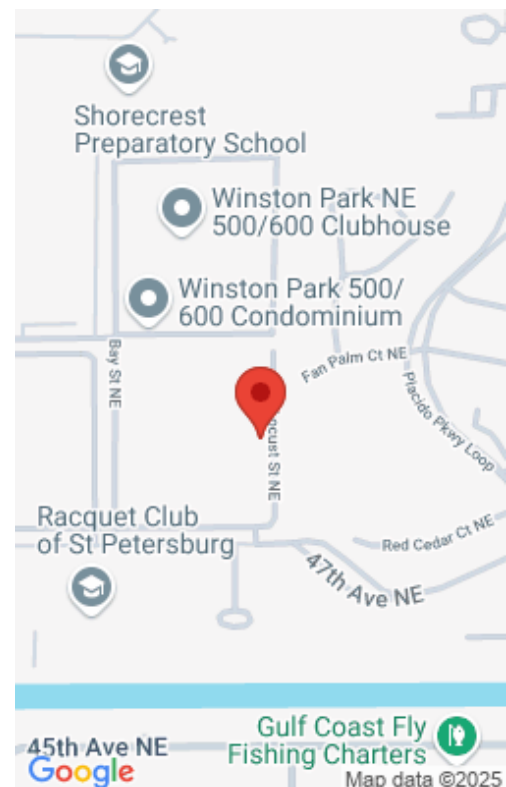 Shorecrest
Preparatory School
Winston Park NE
500/600 Clubhouse
Winston Park 500/
600 Condominium
Bay St NE
Fan Palm Ct NE
Placido Pkwy Loop
ocust St NE
Racquet Club
of St Petersburg
Red Cedar Ct NE
47th Ave NE
Gulf Coast Fly
Fishing Charters
45th Ave NE
Google
Map data ©2025